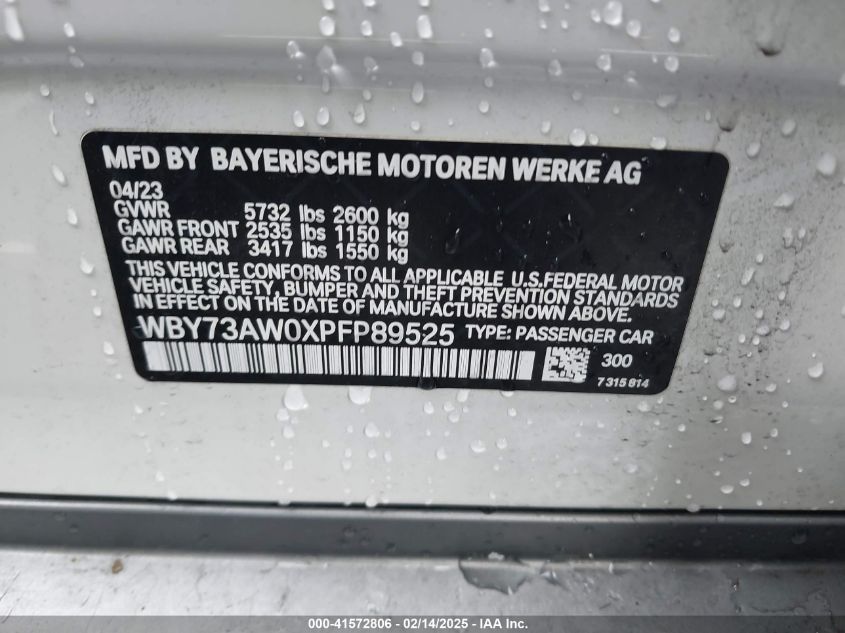 MFD BY BAYERISCHE MOTOREN WERKE AG
04/23
GVWR 5732 lbs 2600 kg
GAWR FRONT 2535 lbs 1150 kg
GAWR REAR 3417 lbs 1550 kg
THIS VEHICLE CONFORMS TO ALL APPLICABLE U.S.FEDERAL MOTOR
VEHICLE SAFETY, BUMPER AND THEFT PREVENTION STANDARDS
IN EFFECT ON THE DATE OF MANUFACTURE SHOWN ABOVE.
WBY73AW0XPFP89525 TYPE: PASSENGER CAR
300
7315814
000-41572806 - 02/14/2025 - IAA Inc.